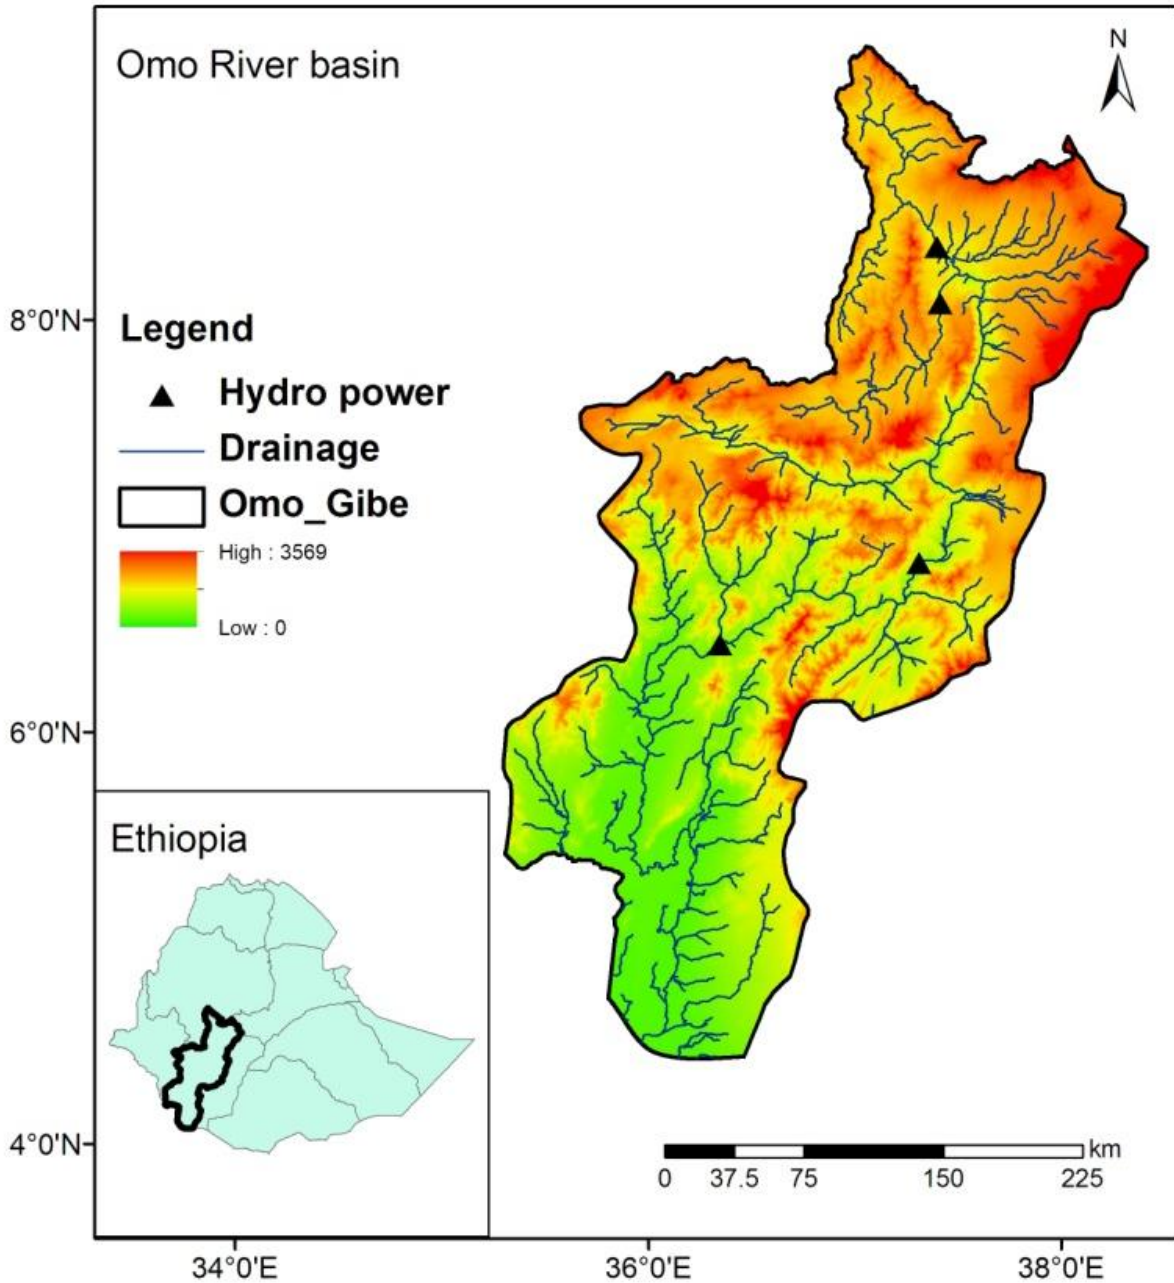 Omo River basin
N
8°0'N
Legend
Hydro power
Drainage
Omo_Gibe
High : 3569
Low : 0
6°0'N
Ethiopia
4°0'N
km
0 37.5 75 150 225
34°0'E 36°0'E 38°0'E